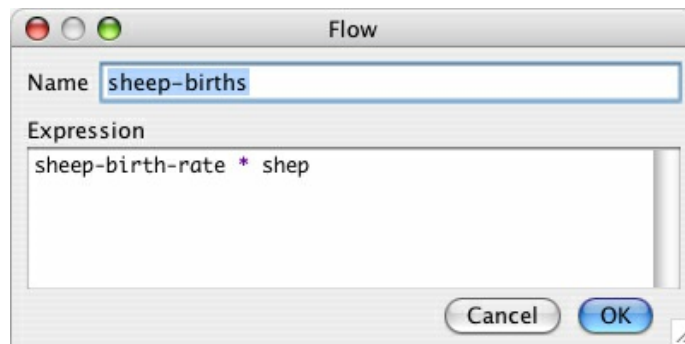 Flow
Name sheep-births
Expression
sheep-birth-rate * shep
Cancel OK